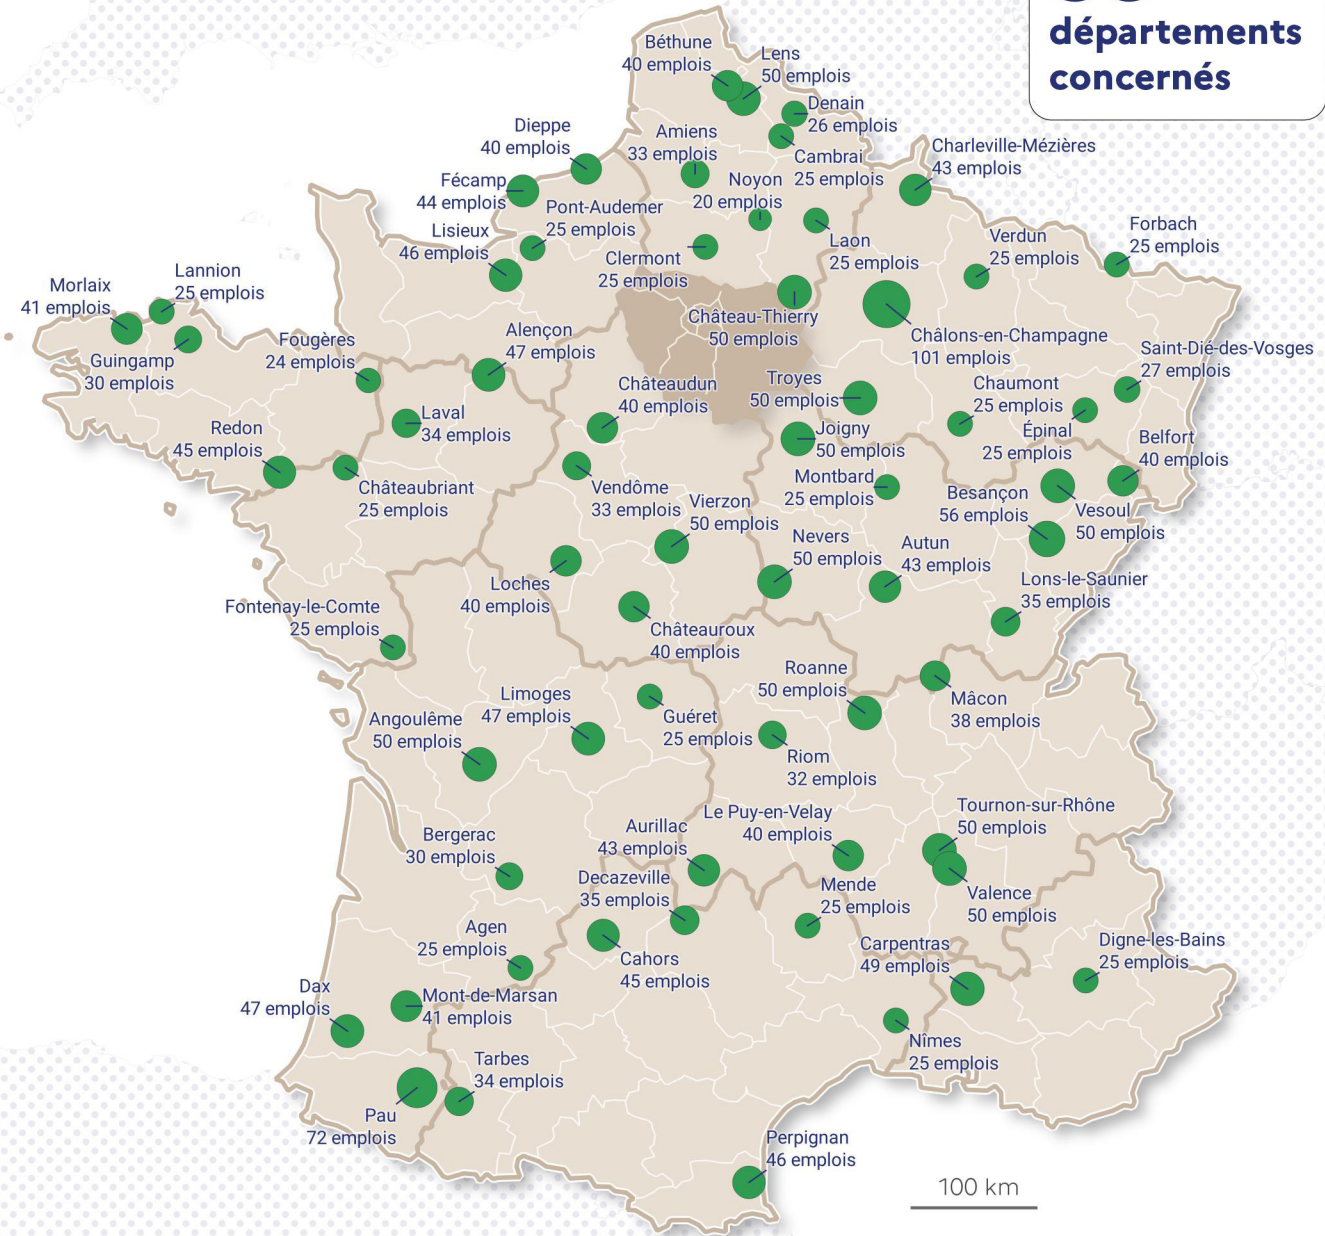 départements
concernés
Béthune
40 emplois
Lens
50 emplois
Denain
26 emplois
Dieppe
40 emplois
Amiens
33 emplois
Cambrai
25 emplois
Charleville-Mézières
43 emplois
Fécamp
44 emplois
Noyon
20 emplois
Pont-Audemer
25 emplois
Lisieux
46 emplois
Clermont
25 emplois
Laon
25 emplois
Verdun
25 emplois
Forbach
25 emplois
Morlaix
41 emplois
Lannion
25 emplois
Guingamp
30 emplois
Fougères
24 emplois
Alençon
47 emplois
Château-Thierry
50 emplois
Châlons-en-Champagne
101 emplois
Saint-Dié-des-Vosges
27 emplois
Châteaudun
40 emplois
Troyes
50 emplois
Chaumont
25 emplois
Épinal
25 emplois
Laval
34 emplois
Joigny
50 emplois
Belfort
40 emplois
Redon
45 emplois
Châteaubriant
25 emplois
Vendôme
33 emplois
Vierzon
50 emplois
Montbard
25 emplois
Besançon
56 emplois
Vesoul
50 emplois
Nevers
50 emplois
Autun
43 emplois
Loches
40 emplois
Lons-le-Saunier
35 emplois
Fontenay-le-Comte
25 emplois
Châteauroux
40 emplois
Roanne
50 emplois
Mâcon
38 emplois
Limoges
47 emplois
Guéret
25 emplois
Angoulême
50 emplois
Riom
32 emplois
Le Puy-en-Velay
40 emplois
Tournon-sur-Rhône
50 emplois
Bergerac
30 emplois
Aurillac
43 emplois
Decazeville
35 emplois
Mende
25 emplois
Valence
50 emplois
Agen
25 emplois
Cahors
45 emplois
Carpentras
49 emplois
Digne-les-Bains
25 emplois
Dax
47 emplois
Mont-de-Marsan
41 emplois
Nîmes
25 emplois
Tarbes
34 emplois
Pau
72 emplois
Perpignan
46 emplois
100 km